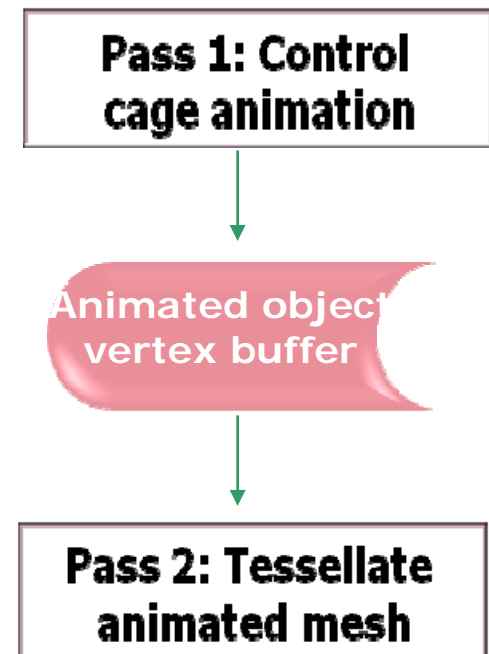 Pass 1: Control
cage animation
Animated object
vertex buffer
Pass 2: Tessellate
animated mesh